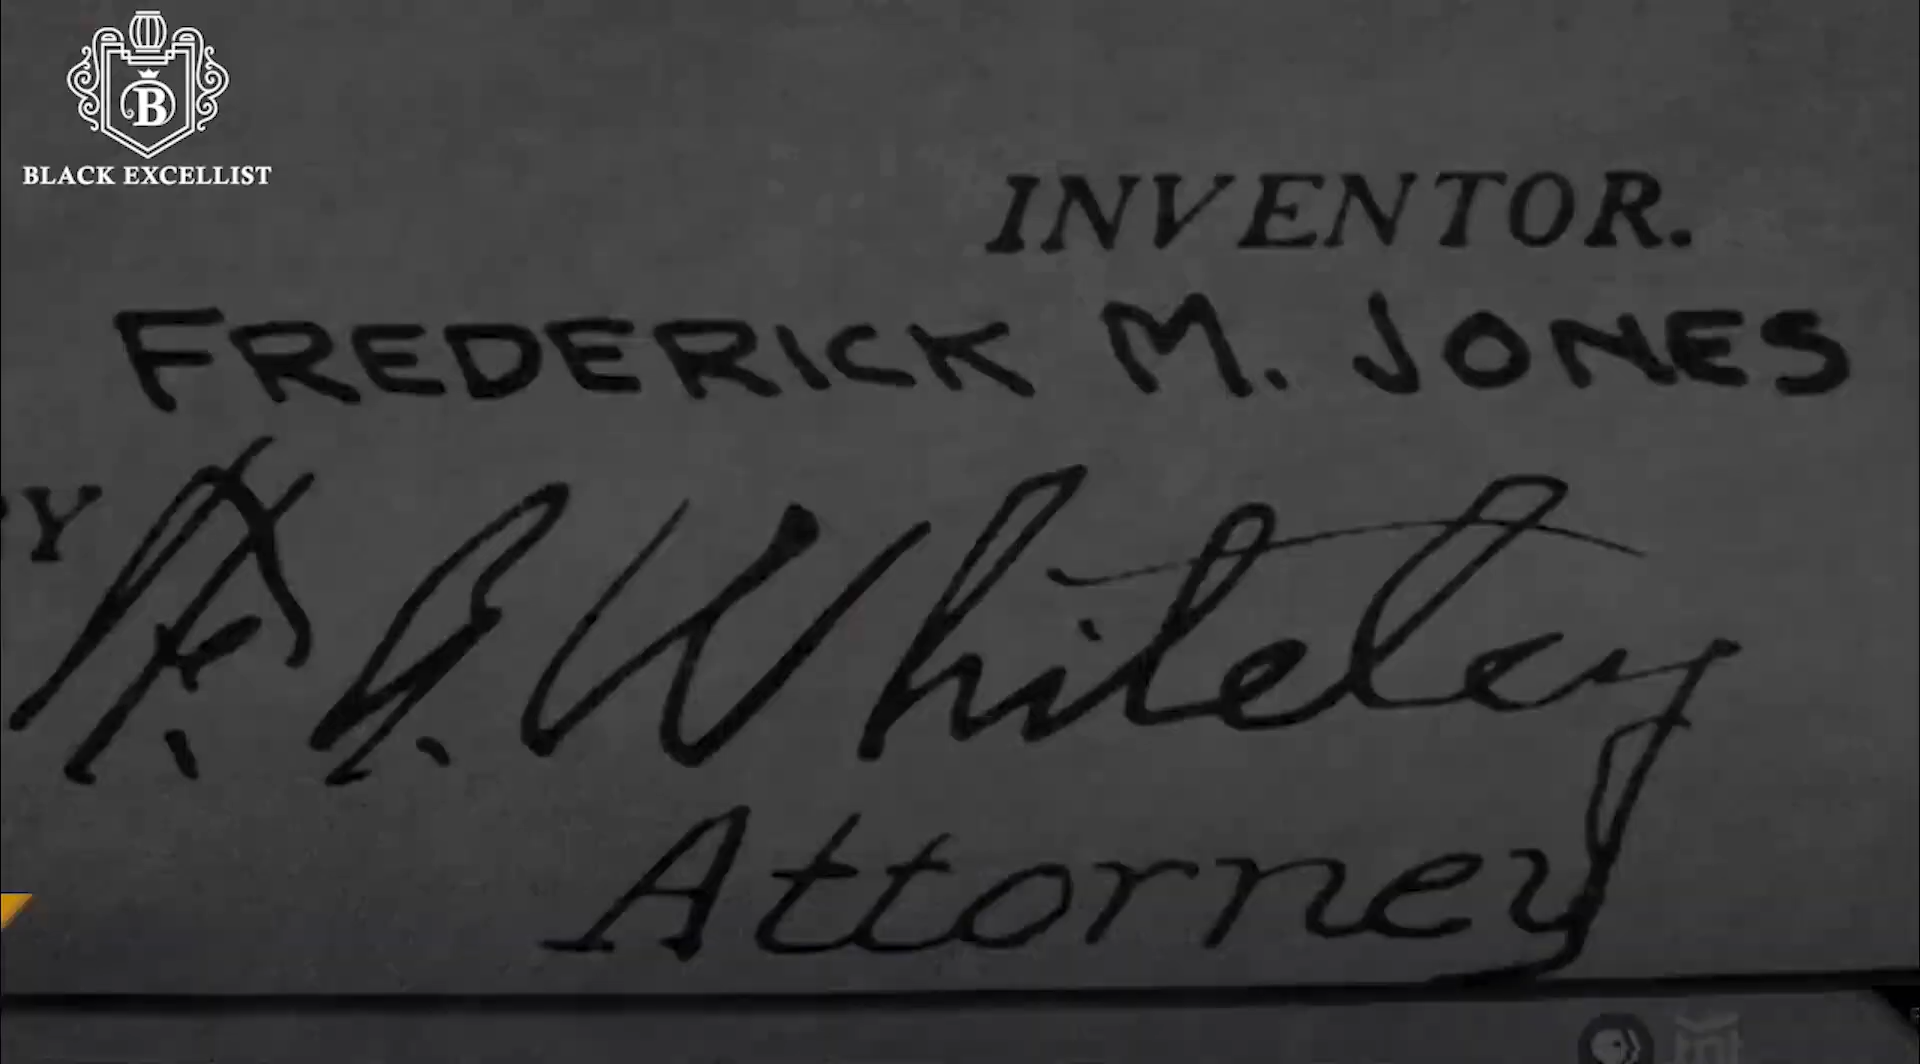 B
BLACK EXCELLIST
INVENTOR.
FREDERICK M. JONES
Whiteley
Attorney